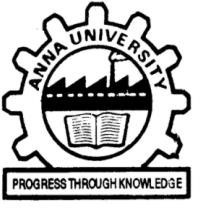 ANNA UNIVERSITY
PROGRESS THROUGH KNOWLEDGE